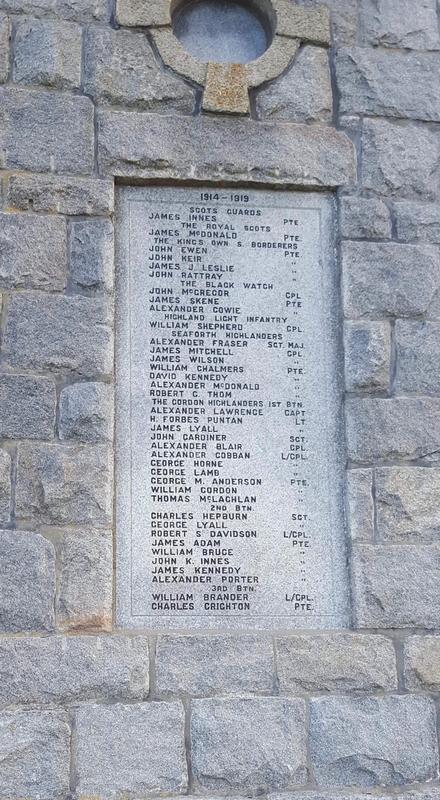 1914 - 1919
SCOTS GUARDS
JAMES INNES PTE
THE ROYAL SCOTS
JAMES McDONALD PTE.
THE KINGS OWN S. BORDERERS
JOHN EWEN PTE.
JOHN KEIR "
JAMES J. LESLIE "
JOHN RATTRAY "
THE BLACK WATCH
JOHN McGREGOR CPL
JAMES SKENE PTE
ALEXANDER COWIE "
HIGHLAND LIGHT INFANTRY
WILLIAM SHEPHERD CPL.
SEAFORTH HIGHLANDERS
ALEXANDER FRASER SGT. MAJ.
JAMES MITCHELL CPL.
JAMES WILSON "
WILLIAM CHALMERS PTE.
DAVID KENNEDY "
ALEXANDER McDONALD "
ROBERT G. THOM "
THE GORDON HIGHLANDERS 1ST BTN.
ALEXANDER LAWRENCE CAPT
H. FORBES PUNTAN LT.
JAMES LYALL "
JOHN GARDINER SGT.
ALEXANDER BLAIR CPL.
ALEXANDER GOBBAN L/CPL.
GEORGE HORNE "
GEORGE LAMB "
GEORGE M. ANDERSON PTE.
WILLIAM GORDON "
THOMAS McLACHLAN "
2ND BTN.
CHARLES HEPBURN SGT
GEORGE LYALL "
ROBERT S DAVIDSON L/CPL.
JAMES ADAM PTE
WILLIAM BRUCE "
JOHN K. INNES "
JAMES KENNEDY "
ALEXANDER PORTER "
3RD BTN.
WILLIAM BRANDER L/CPL.
CHARLES CRIGHTON PTE.